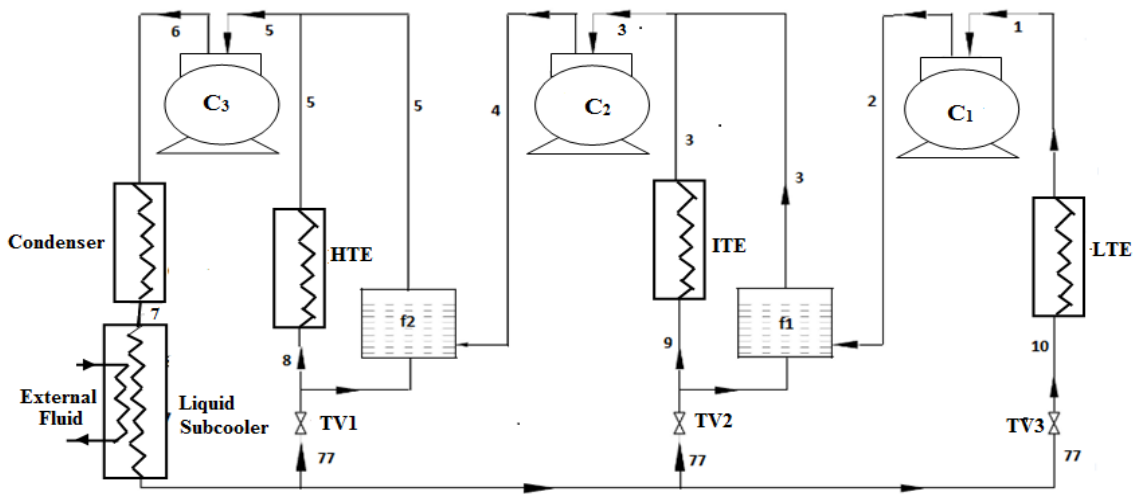 6
5
3
1
C3
5
5
4
C2
2
C1
3
3
Condenser
HTE
ITE
LTE
7
f2
f1
8
9
10
External
Fluid
Liquid
Subcooler
TV1
TV2
TV3
77
77
77